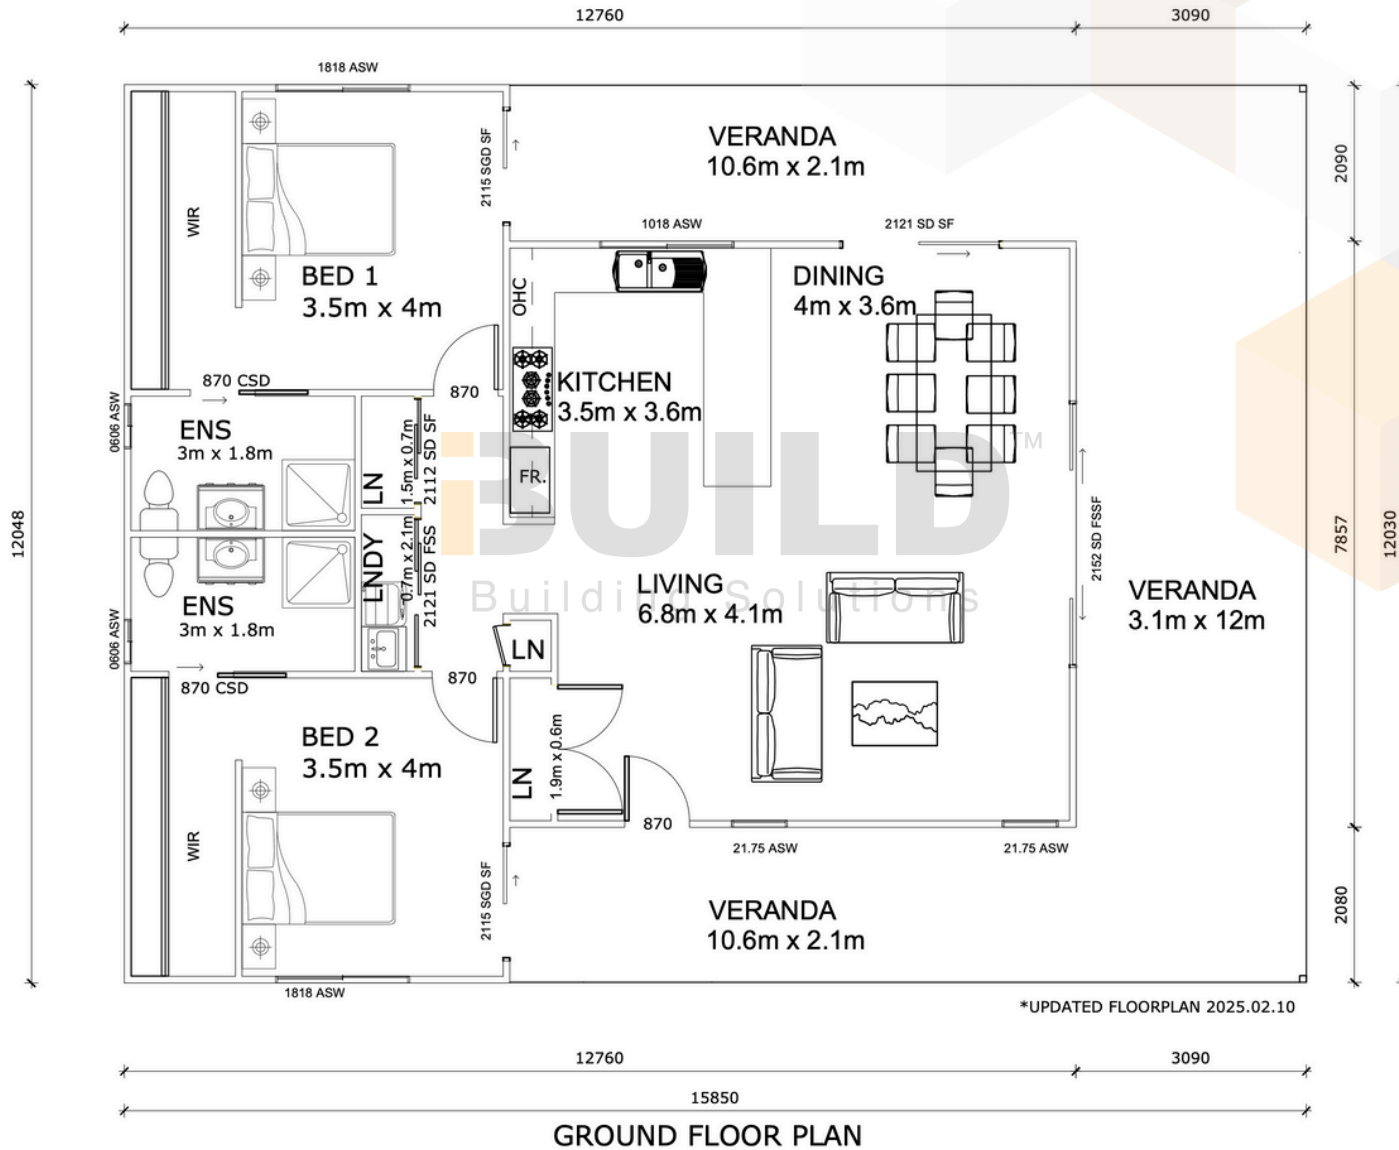 12760
3090
1818 ASW
VERANDA
10.6m x 2.1m
2115 SGD SF
2090
WIR
1018 ASW
2121 SD SF
BED 1
3.5m x 4m
OHC
DINING
4m x 3.6m
870 CSD
870
KITCHEN
3.5m x 3.6m
0606 ASW
ENS
3m x 1.8m
LN
1.5m x 0.7m
2112 SD SF
FR.
iBUILD™
Building Solutions
12048
2152 SD FSSF
7857
12030
LNDY
0.7m x 2.1m
2121 SD FSS
LIVING
6.8m x 4.1m
VERANDA
3.1m x 12m
ENS
3m x 1.8m
0606 ASW
LN
870 CSD
870
BED 2
3.5m x 4m
LN
1.9m x 0.6m
870
21.75 ASW
21.75 ASW
WIR
2115 SGD SF
VERANDA
10.6m x 2.1m
2080
1818 ASW
*UPDATED FLOORPLAN 2025.02.10
12760
3090
15850
GROUND FLOOR PLAN